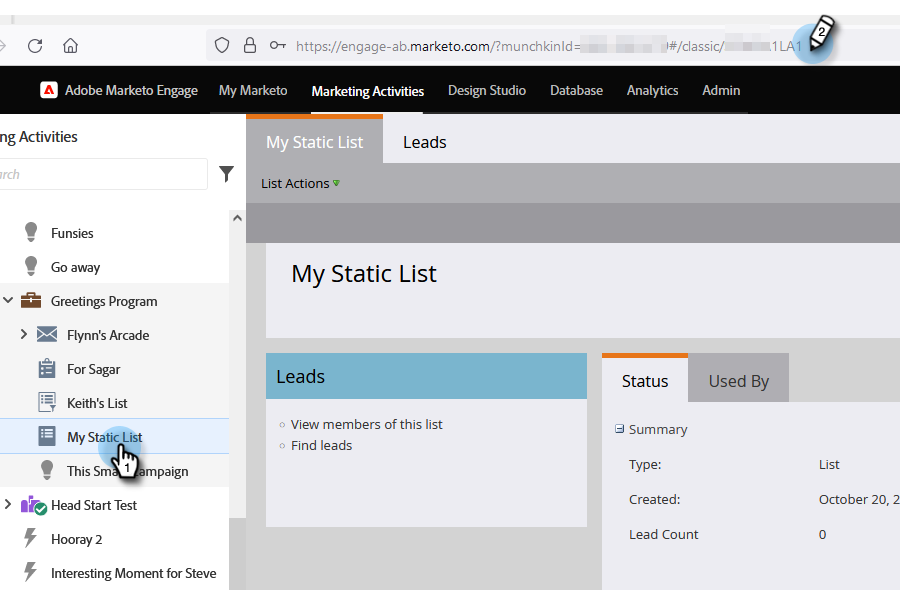 https://engage-ab.marketo.com/?munchkinId= #/classic/ 1LA1
2
Adobe Marketo Engage My Marketo Marketing Activities Design Studio Database Analytics Admin
ng Activities
arch
My Static List Leads
List Actions
Funsies
Go away
Greetings Program
Flynn's Arcade
For Sagar
Keith's List
My Static List
1
This Sma ampaign
Head Start Test
Hooray 2
Interesting Moment for Steve
My Static List
Leads
View members of this list
Find leads
Status Used By
Summary
Type: List
Created: October 20, 2
Lead Count 0